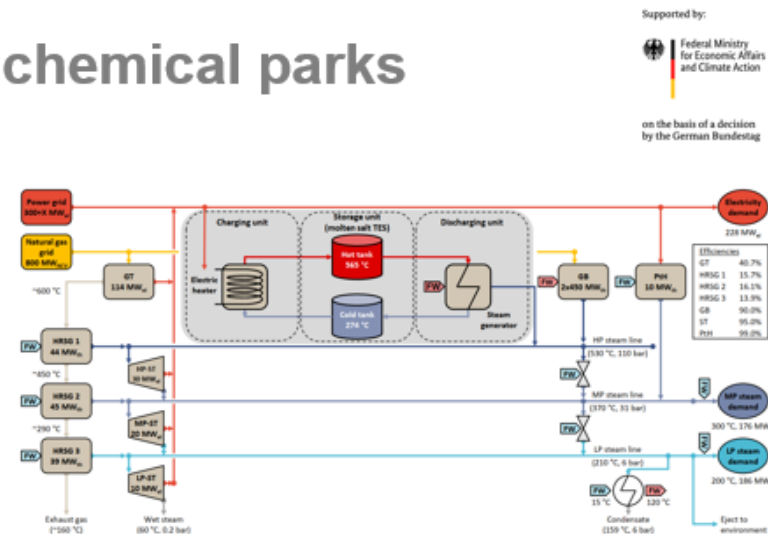 Supported by:
Federal Ministry
for Economic Affairs
and Climate Action
chemical parks
on the basis of a decision
by the German Bundestag
Power grid
Electricity
demand
228 MWel
Charging unit
Storage unit
(molten salt TES)
Discharging unit
Natural gas
grid
Hot tank
565 °C
Efficiencies
GT 40.7%
HRSG 1 15.7%
HRSG 2 16.1%
HRSG 3 13.9%
GB 90.0%
ST 95.0%
PtH 99.0%
GT
114 MWel
Electric
heater
FW
FW
GB
2x450 MWth
FW
PtH
10 MWth
~600 °C
Cold tank
274 °C
Steam
generator
FW
HRSG 1
44 MWth
HP steam line
(530 °C, 110 bar)
~450 °C
HP-ST
FW
FW
HRSG 2
45 MWth
MP steam line
(370 °C, 31 bar)
FW
MP steam
demand
300 °C, 176 MW
~290 °C
MP-ST
20 MWel
FW
FW
HRSG 3
39 MWth
LP steam line
(210 °C, 6 bar)
FW
LP steam
demand
200 °C, 186 MW
LP-ST
10 MWel
FW
15 °C
FW
120 °C
Exhaust gas
(~160 °C)
Wet steam
(60 °C, 0.2 bar)
Condensate
(159 °C, 6 bar)
Eject to
environment